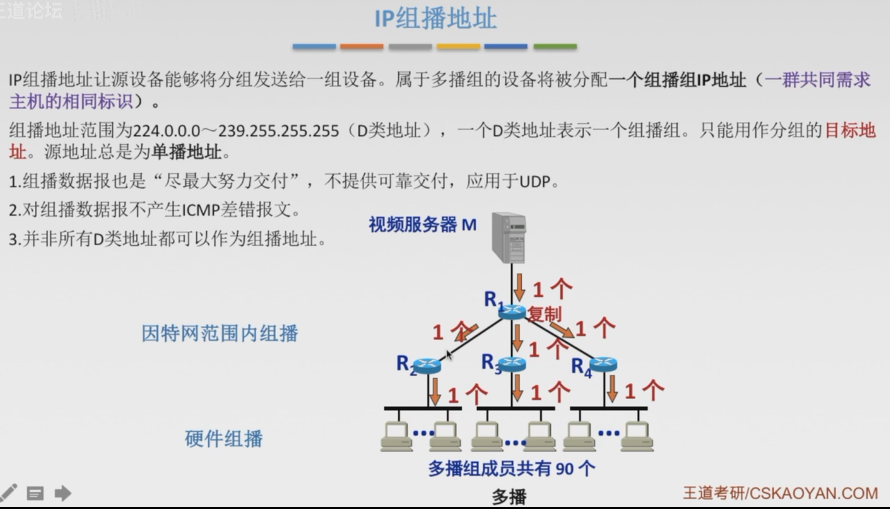 王道论坛
IP组播地址
IP组播地址让源设备能够将分组发送给一组设备。属于多播组的设备将被分配一个组播组IP地址（一群共同需求
主机的相同标识）。
组播地址范围为224.0.0.0～239.255.255.255（D类地址），一个D类地址表示一个组播组。只能用作分组的目标地
址。源地址总是为单播地址。
1.组播数据报也是“尽最大努力交付”，不提供可靠交付，应用于UDP。
2.对组播数据报不产生ICMP差错报文。
3.并非所有D类地址都可以作为组播地址。
视频服务器 M
1 个
R1
复制
因特网范围内组播
1 个
1 个
1 个
R2
R3
R4
1 个
1 个
1 个
硬件组播
多播组成员共有 90 个
多播
王道考研/CSKAOYAN.COM